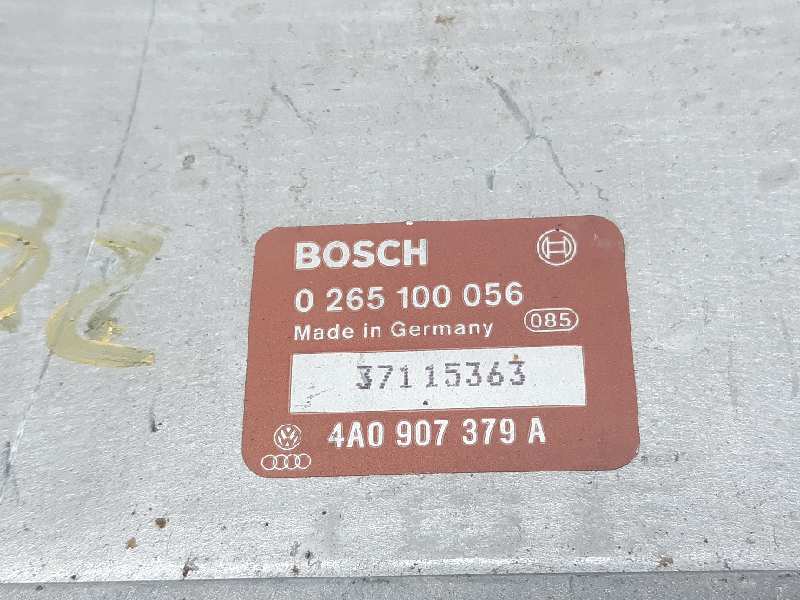 BOSCH
0 265 100 056
Made in Germany 085
37115363
4A0 907 379 A